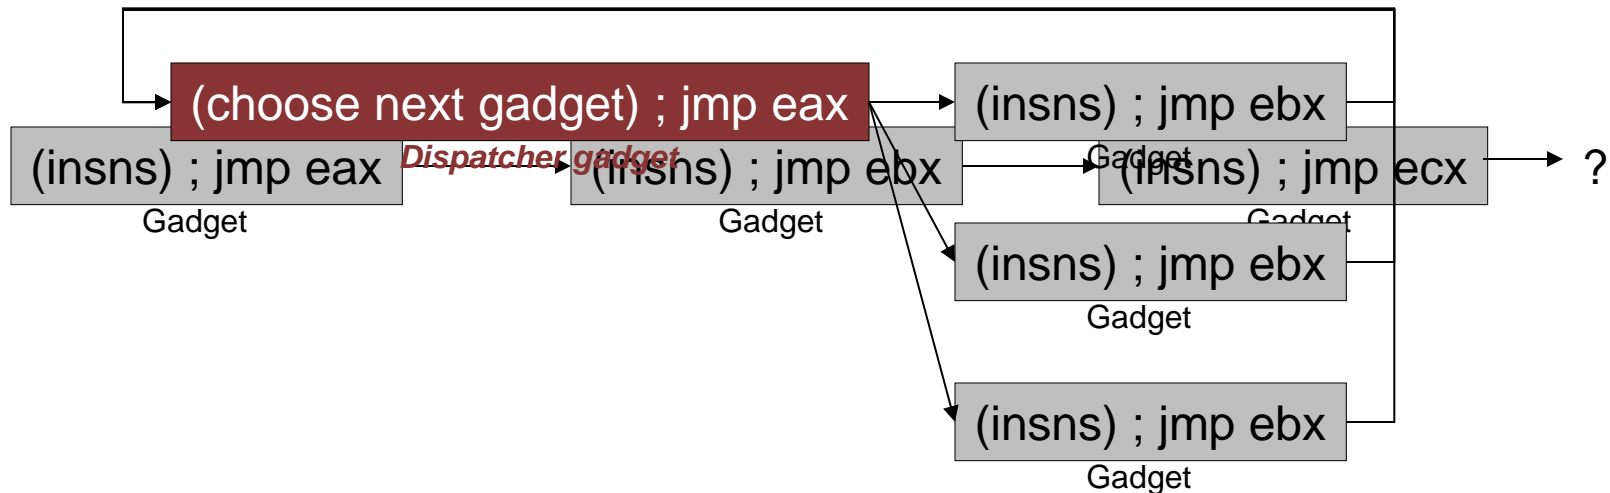 (choose next gadget) ; jmp eax
(insns) ; jmp ebx
Dispatcher gadget
Gadget
(insns) ; jmp eax
(insns) ; jmp ebx
(insns) ; jmp ecx
?
Gadget
Gadget
Gadget
(insns) ; jmp ebx
Gadget
(insns) ; jmp ebx
Gadget